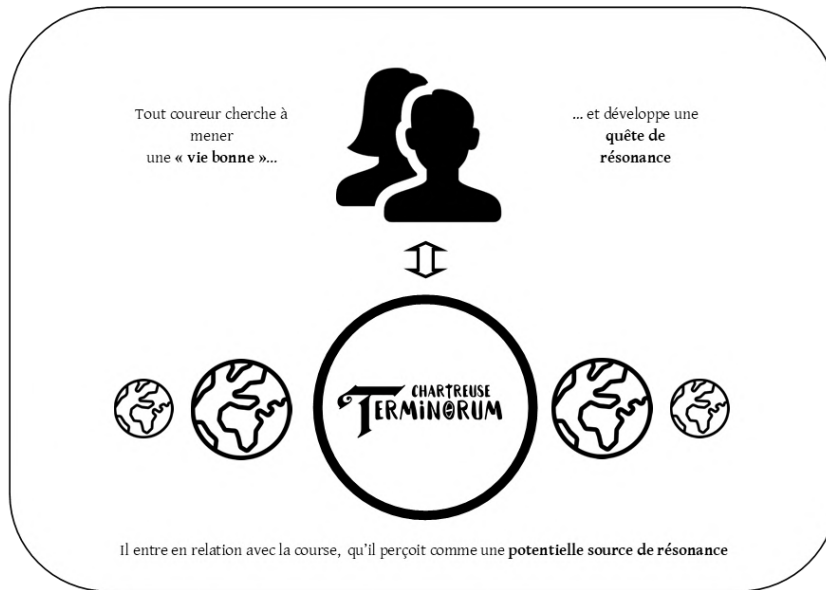 Tout coureur cherche à
mener
une « vie bonne »...
... et développe une
quête de
résonance
CHARTREUSE
TERMINORUM
Il entre en relation avec la course, qu'il perçoit comme une potentielle source de résonance